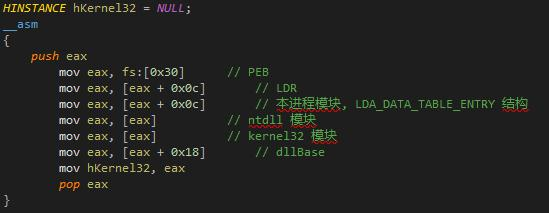 HINSTANCE hKernel32 = NULL;
__asm
{
push eax
mov eax, fs:[0x30] // PEB
mov eax, [eax + 0x0c] // LDR
mov eax, [eax + 0x0c] // 本进程模块, LDA_DATA_TABLE_ENTRY 结构
mov eax, [eax] // ntdll 模块
mov eax, [eax] // kernel32 模块
mov eax, [eax + 0x18] // dllBase
mov hKernel32, eax
pop eax
}